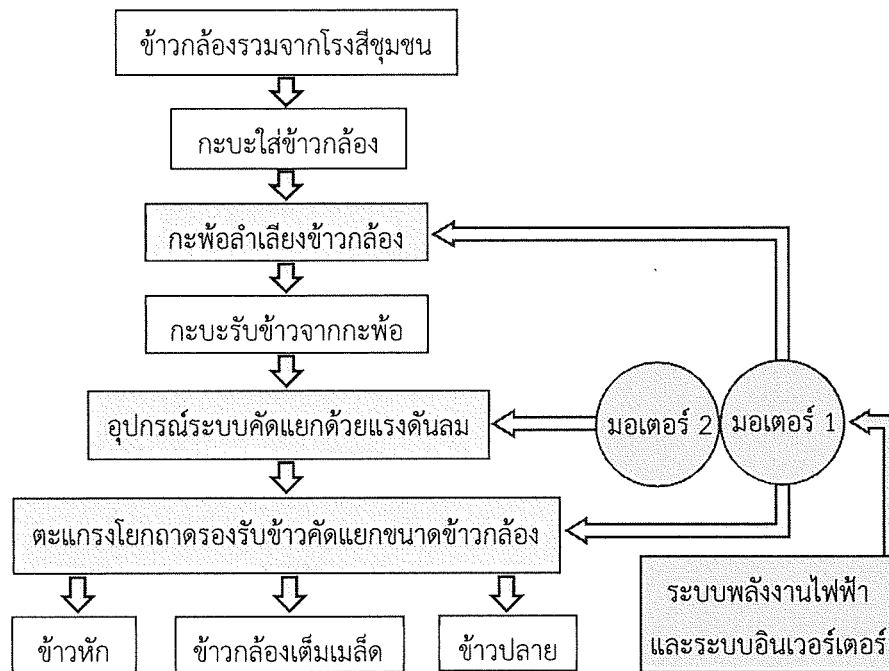 ข้าวกล้องรวมจากโรงสีชุมชน
กะบะใส่ข้าวกล้อง
กะพ้อลำเลียงข้าวกล้อง
กะบะรับข้าวจากกะพ้อ
อุปกรณ์ระบบคัดแยกด้วยแรงดันลม
มอเตอร์ 2
มอเตอร์ 1
ตะแกรงโยกถาดรองรับข้าวคัดแยกขนาดข้าวกล้อง
ระบบพลังงานไฟฟ้า
และระบบอินเวอร์เตอร์
ข้าวหัก
ข้าวกล้องเต็มเมล็ด
ข้าวปลาย